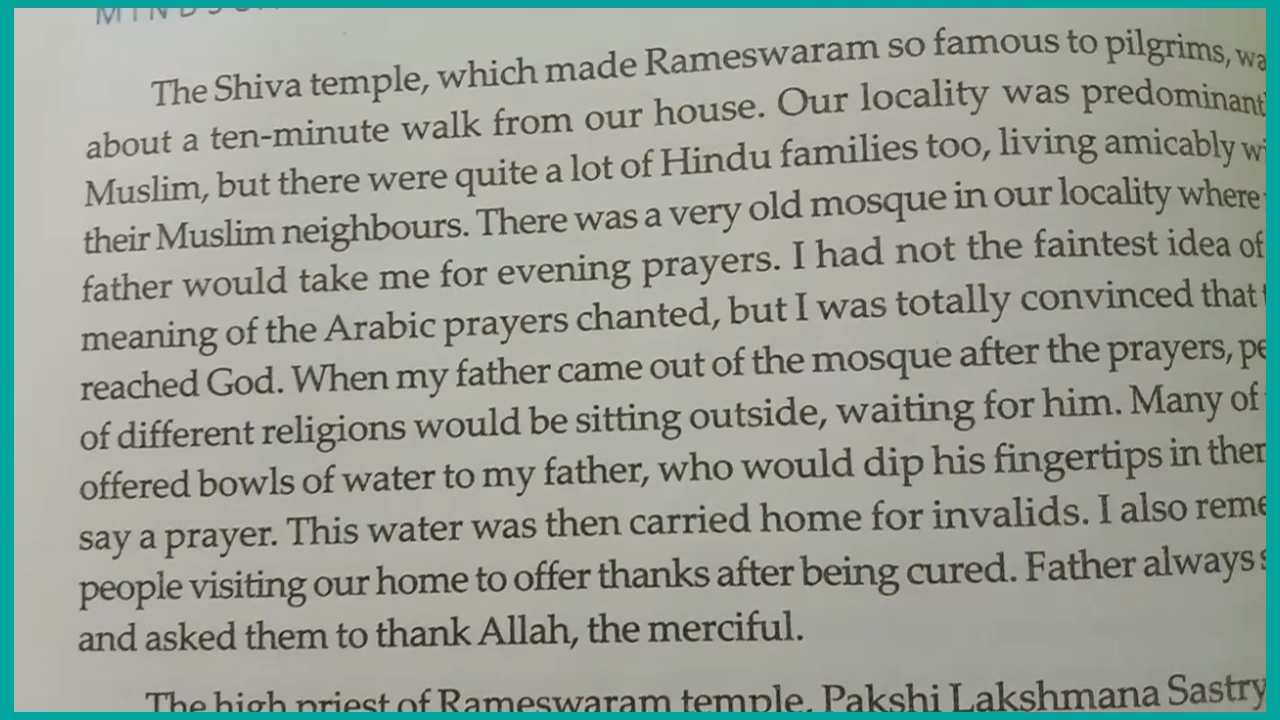 The Shiva temple, which made Rameswaram so famous to pilgrims, wa
about a ten-minute walk from our house. Our locality was predominant
Muslim, but there were quite a lot of Hindu families too, living amicably wi
their Muslim neighbours. There was a very old mosque in our locality where
father would take me for evening prayers. I had not the faintest idea of
meaning of the Arabic prayers chanted, but I was totally convinced that
reached God. When my father came out of the mosque after the prayers, pe
of different religions would be sitting outside, waiting for him. Many of
offered bowls of water to my father, who would dip his fingertips in ther
say a prayer. This water was then carried home for invalids. I also reme
people visiting our home to offer thanks after being cured. Father always s
and asked them to thank Allah, the merciful.
The high priest of Rameswaram temple, Pakshi Lakshmana Sastry